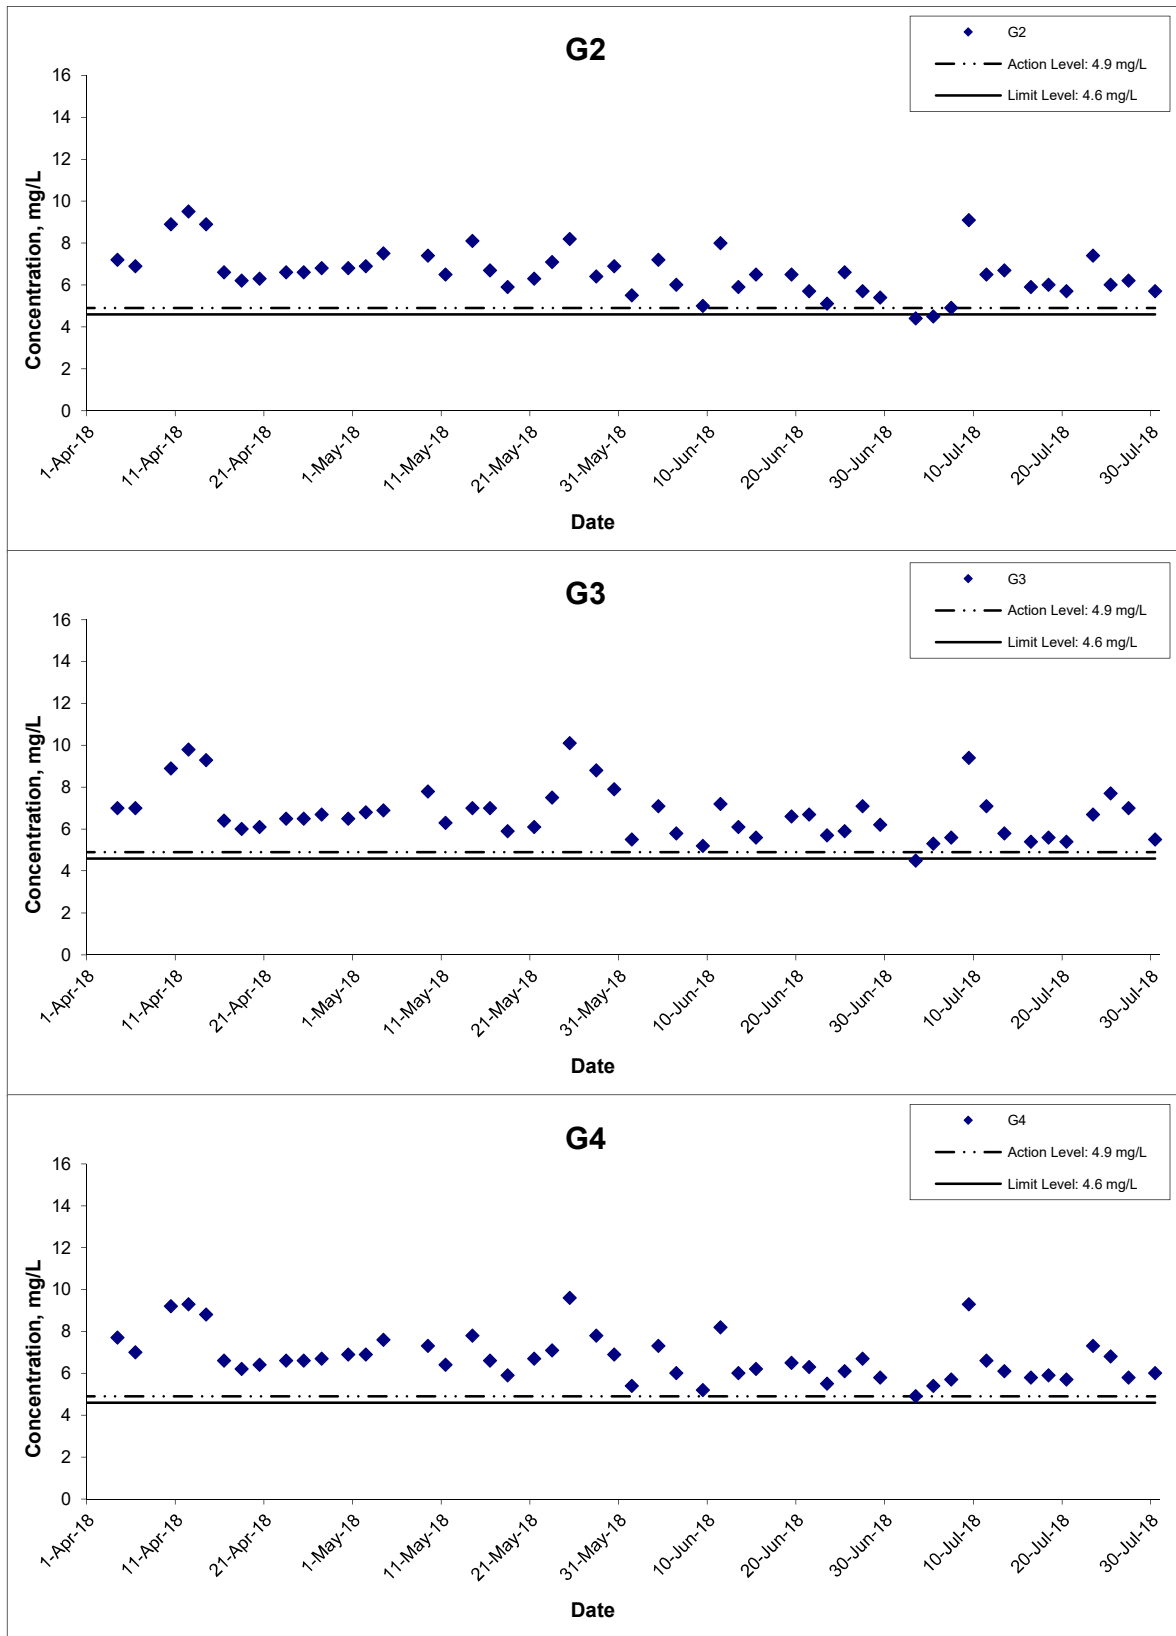 G2
G2
Action Level: 4.9 mg/L
Limit Level: 4.6 mg/L
Concentration, mg/L
16
14
12
10
8
6
4
2
0
1-Apr-18
11-Apr-18
21-Apr-18
1-May-18
11-May-18
21-May-18
31-May-18
10-Jun-18
20-Jun-18
30-Jun-18
10-Jul-18
20-Jul-18
30-Jul-18
Date
G3
G3
Action Level: 4.9 mg/L
Limit Level: 4.6 mg/L
Concentration, mg/L
16
14
12
10
8
6
4
2
0
1-Apr-18
11-Apr-18
21-Apr-18
1-May-18
11-May-18
21-May-18
31-May-18
10-Jun-18
20-Jun-18
30-Jun-18
10-Jul-18
20-Jul-18
30-Jul-18
Date
G4
G4
Action Level: 4.9 mg/L
Limit Level: 4.6 mg/L
Concentration, mg/L
16
14
12
10
8
6
4
2
0
1-Apr-18
11-Apr-18
21-Apr-18
1-May-18
11-May-18
21-May-18
31-May-18
10-Jun-18
20-Jun-18
30-Jun-18
10-Jul-18
20-Jul-18
30-Jul-18
Date